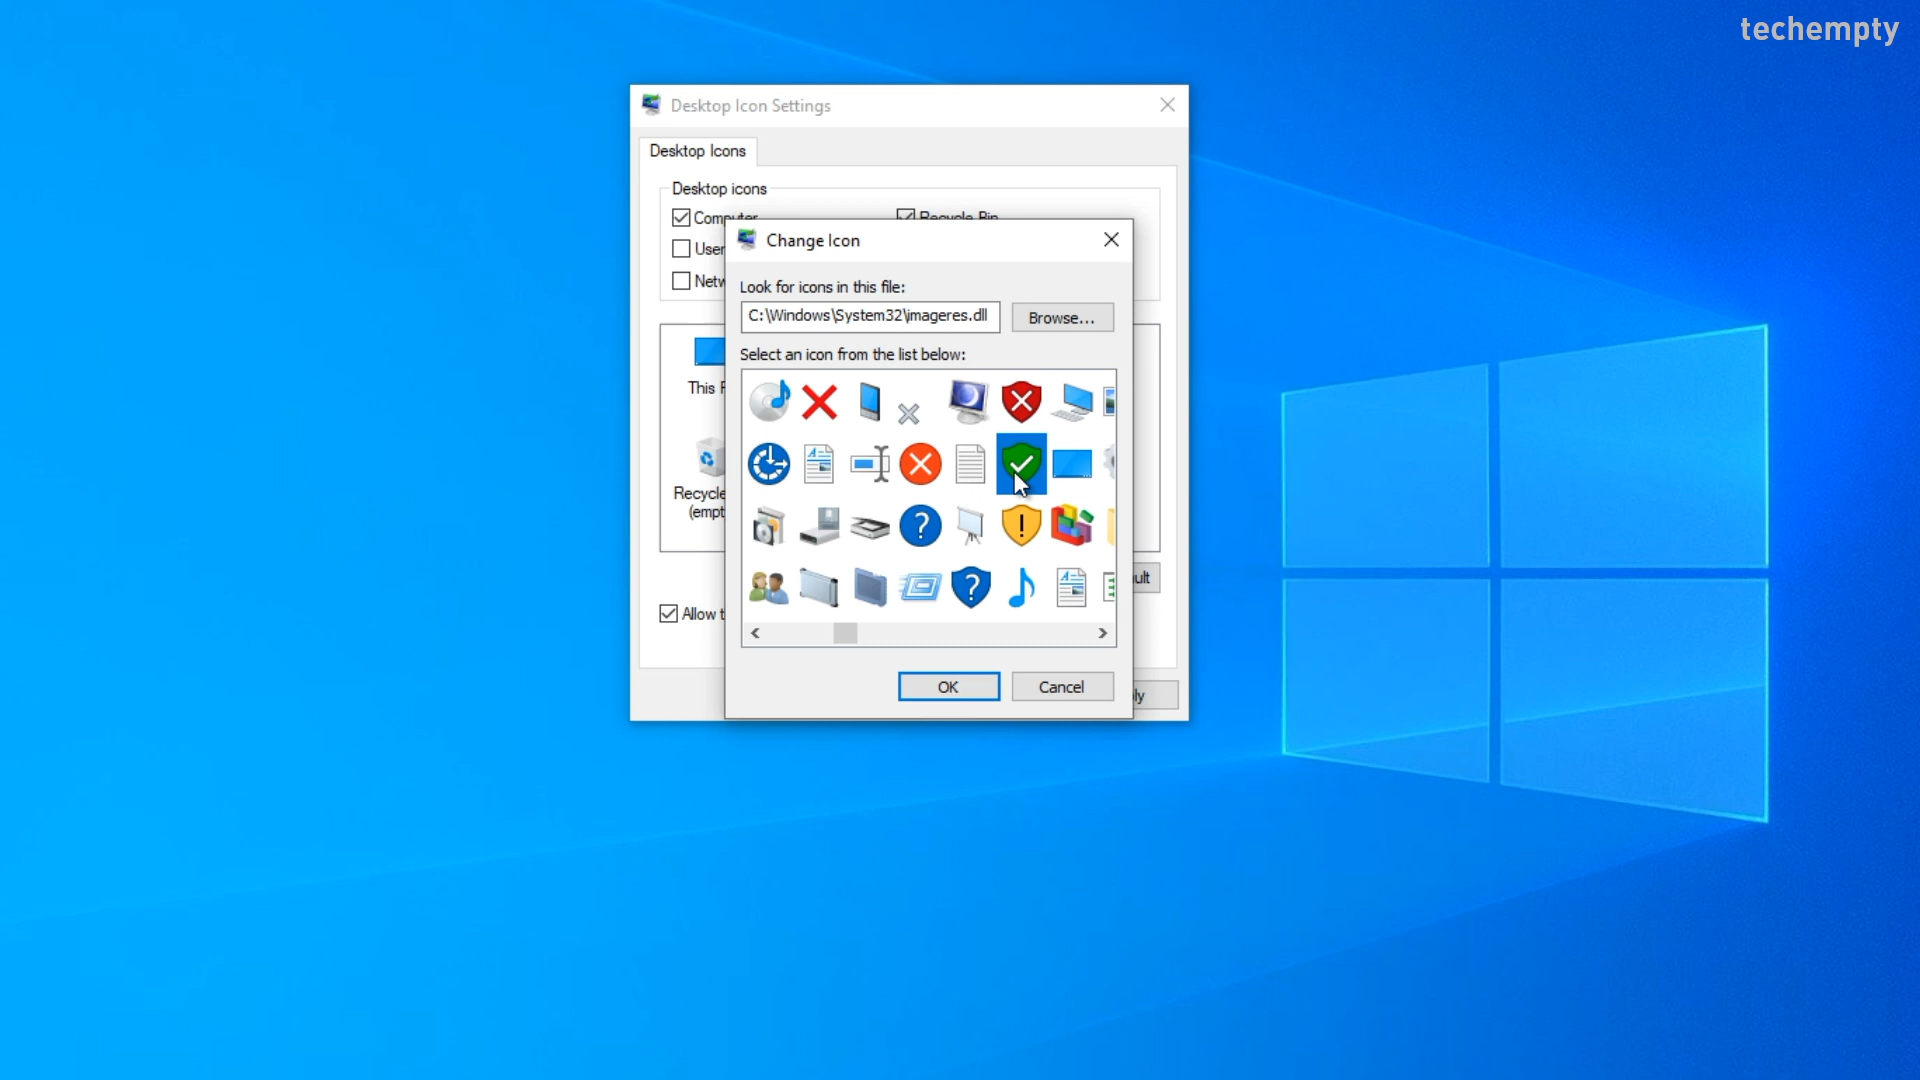 techempty
Desktop Icon Settings
Desktop Icons
Desktop icons
Computer
Recycle Bin
User
Netw
Change Icon
Look for icons in this file:
C:\Windows\System32\imageres.dll
Browse...
Select an icon from the list below:
This P
Recycle
(empt
ult
Allow t
OK
Cancel
ly